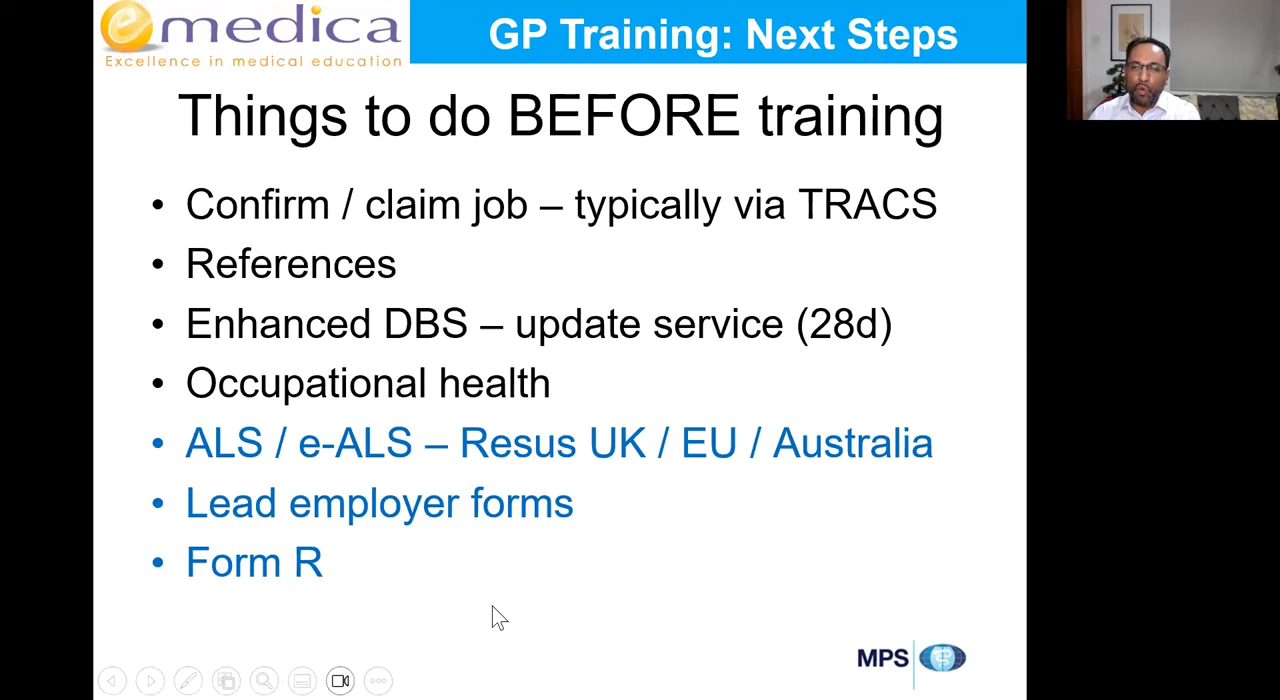 emedica
Excellence in medical education
GP Training: Next Steps
Things to do BEFORE training
• Confirm / claim job – typically via TRACS
• References
• Enhanced DBS – update service (28d)
• Occupational health
• ALS / e-ALS – Resus UK / EU / Australia
• Lead employer forms
• Form R
MPS